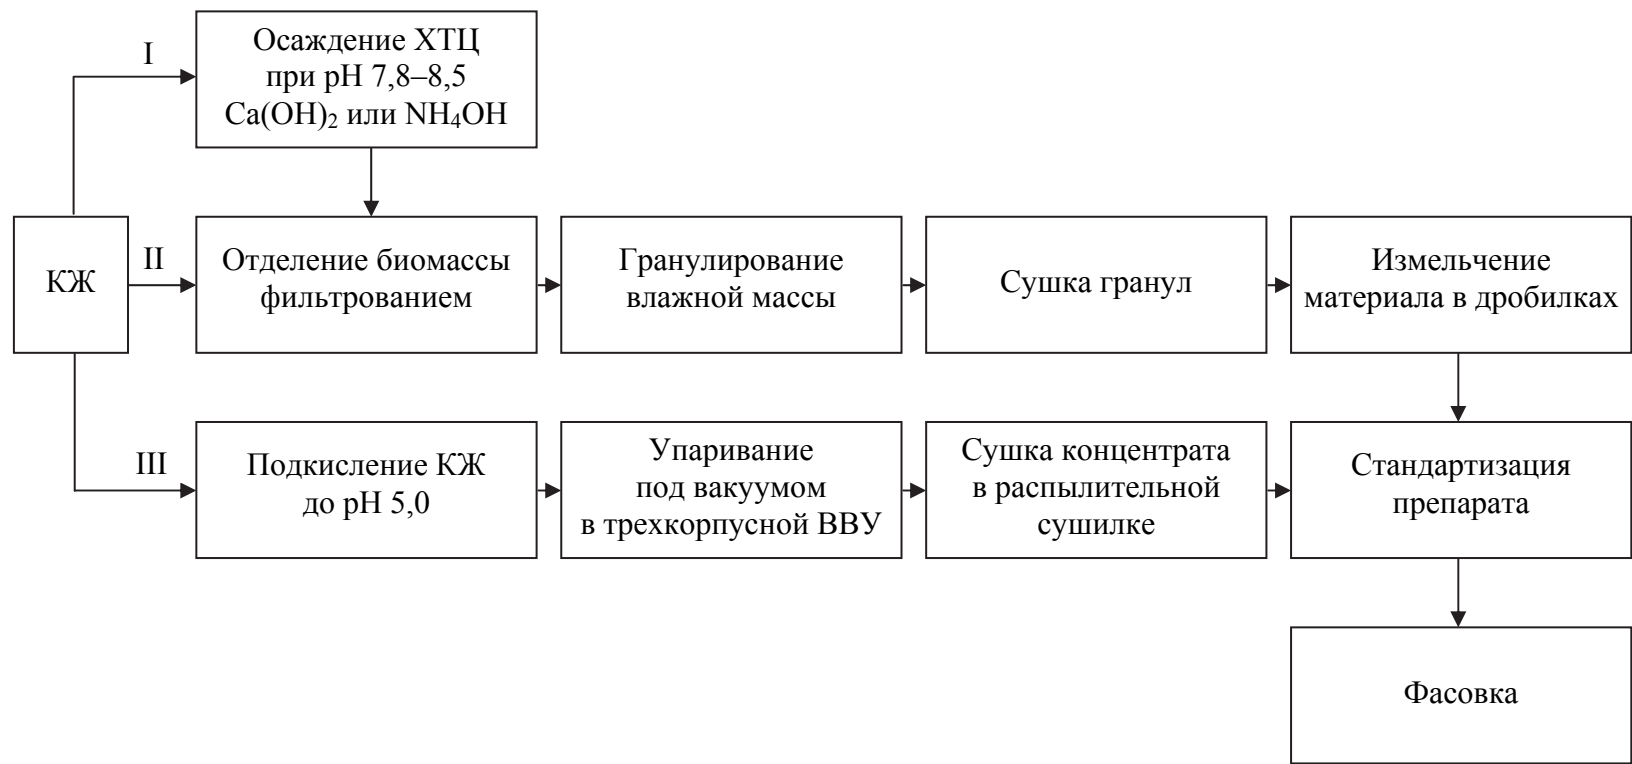 I
Осаждение ХТЦ
при pH 7,8–8,5
Ca(OH)₂ или NH₄OH
КЖ
II
Отделение биомассы
фильтрованием
Гранулирование
влажной массы
Сушка гранул
Измельчение
материала в дробилках
III
Подкисление КЖ
до pH 5,0
Упаривание
под вакуумом
в трехкорпусной ВВУ
Сушка концентрата
в распылительной
сушилке
Стандартизация
препарата
Фасовка